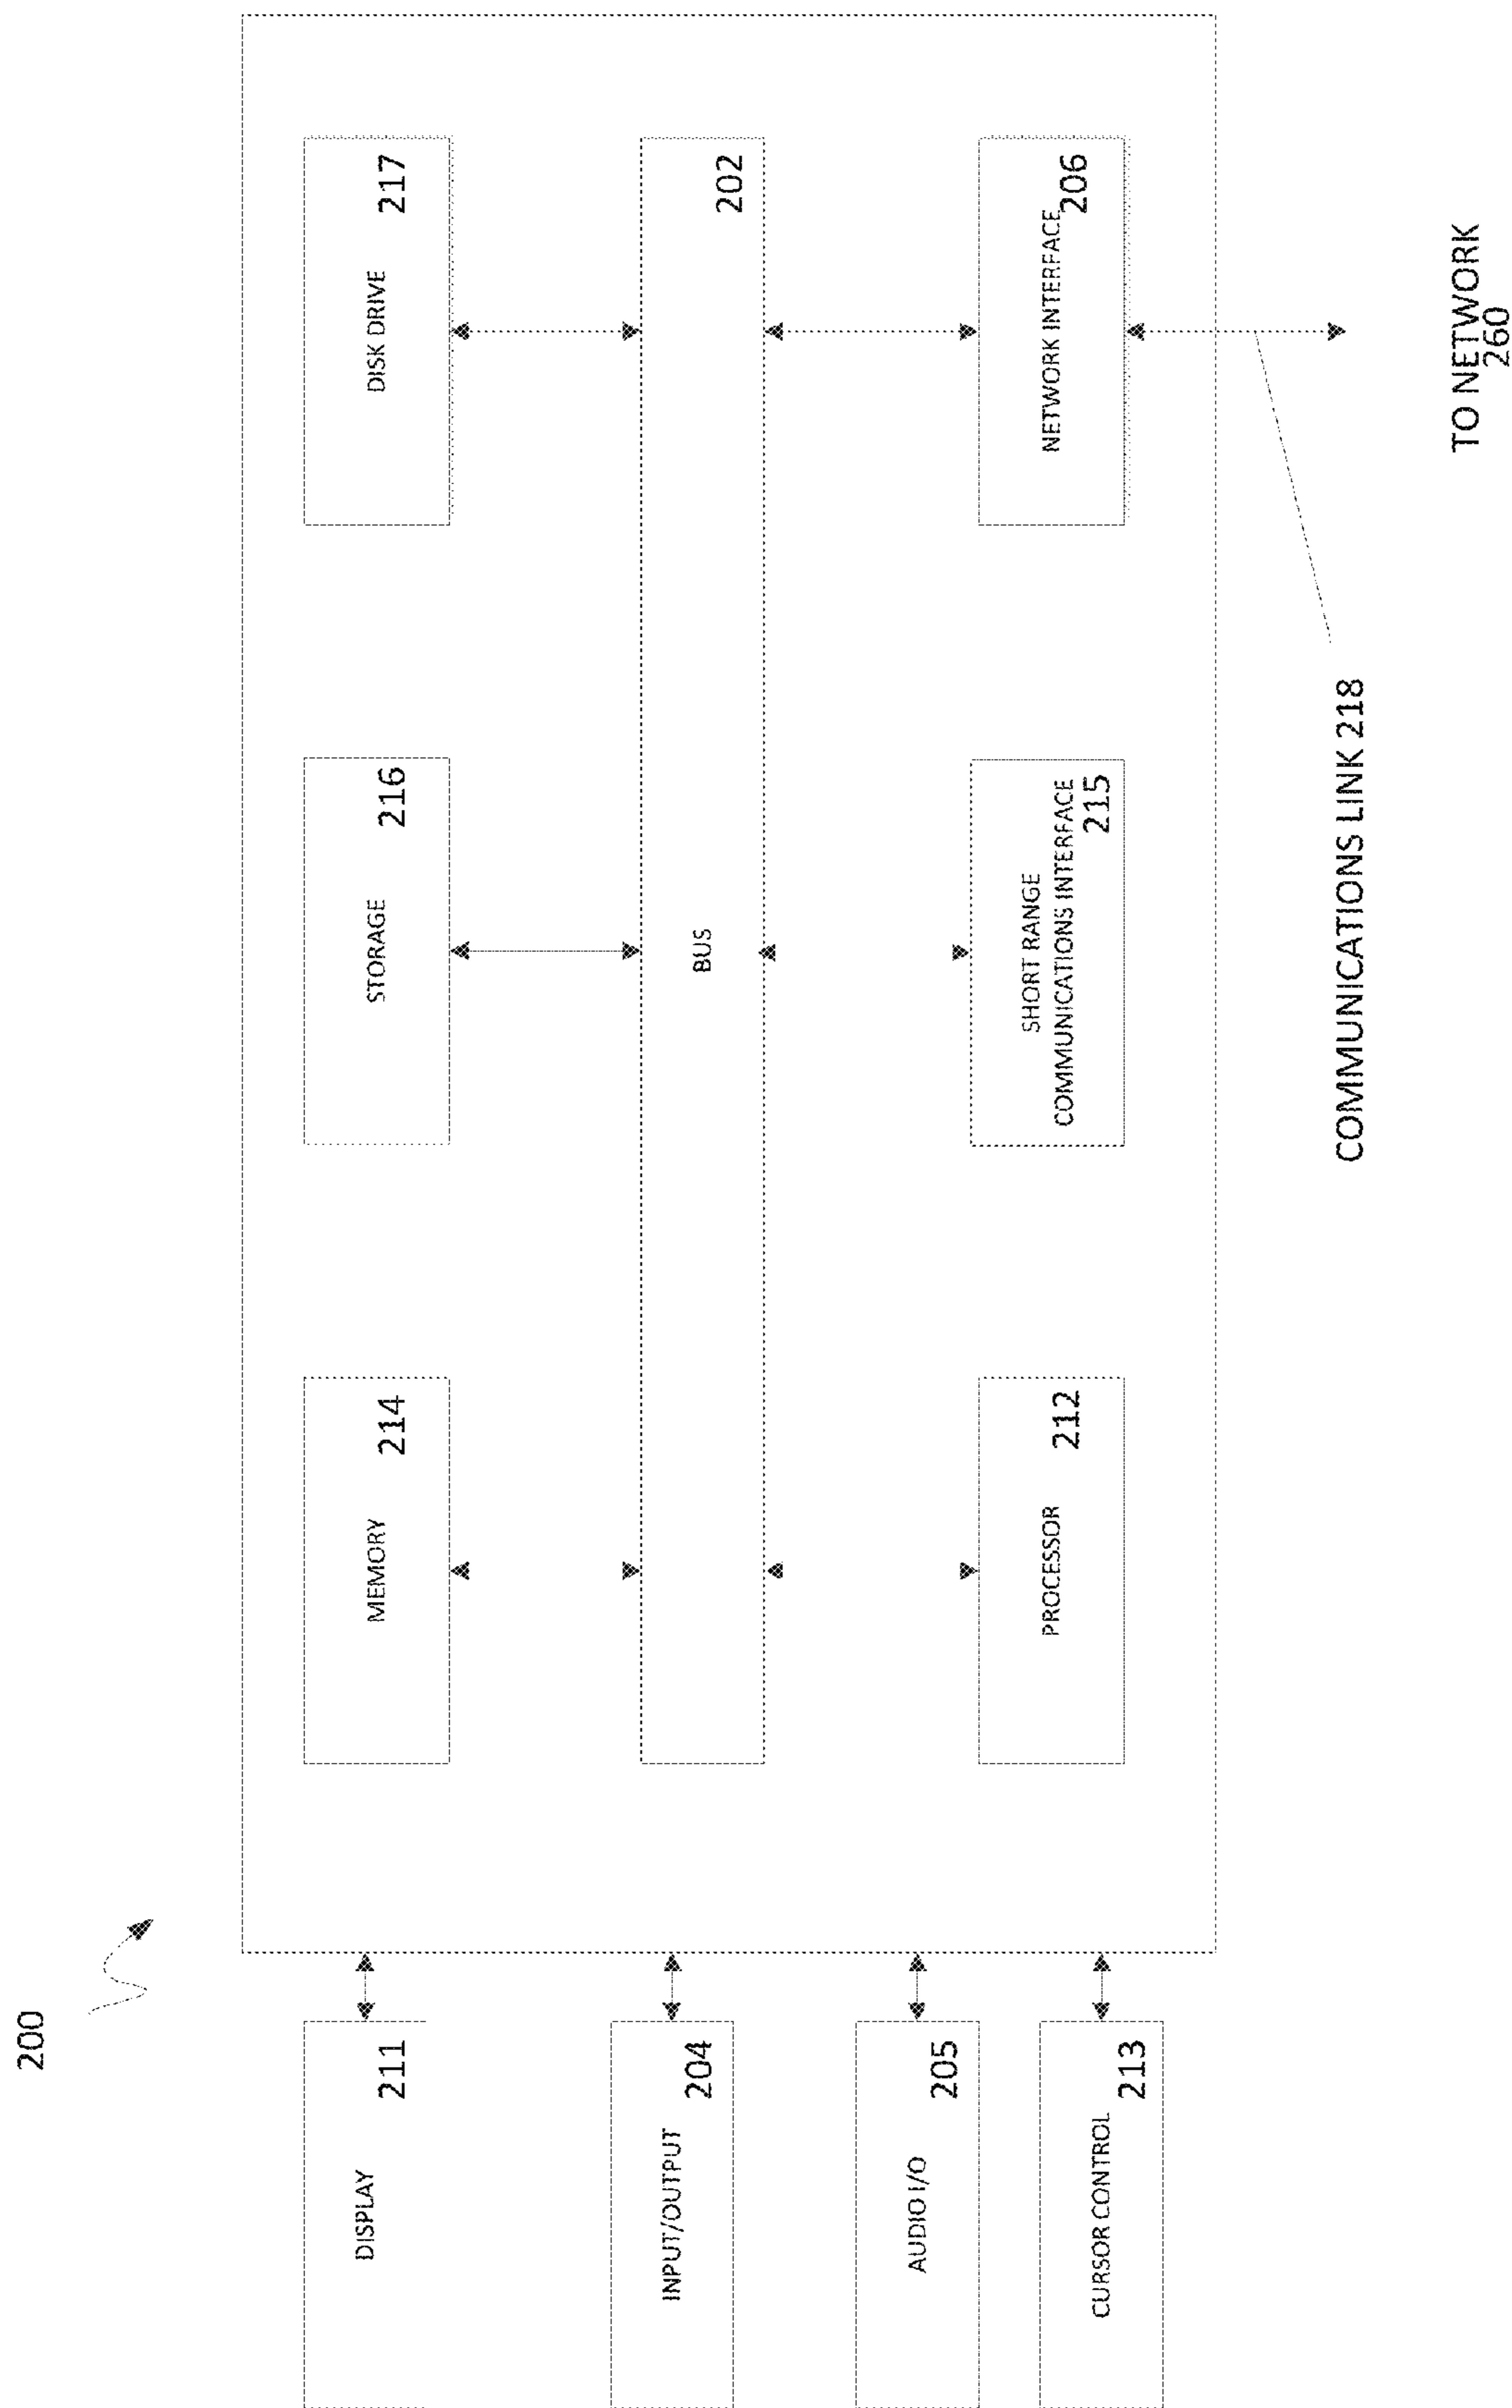 200
DISPLAY
211
INPUT/OUTPUT
204
AUDIO I/O
205
CURSOR CONTROL
213
MEMORY
214
STORAGE
216
DISK DRIVE
217
BUS
202
PROCESSOR
212
SHORT RANGE
COMMUNICATIONS INTERFACE
215
NETWORK INTERFACE
206
COMMUNICATIONS LINK 218
TO NETWORK
260